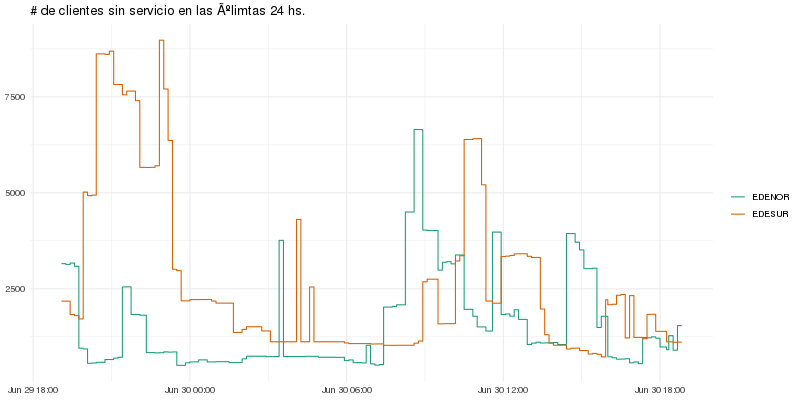 # de clientes sin servicio en las Ãºlimtas 24 hs.
7500
5000
2500
Jun 29 18:00
Jun 30 00:00
Jun 30 06:00
Jun 30 12:00
Jun 30 18:00
EDENOR
EDESUR